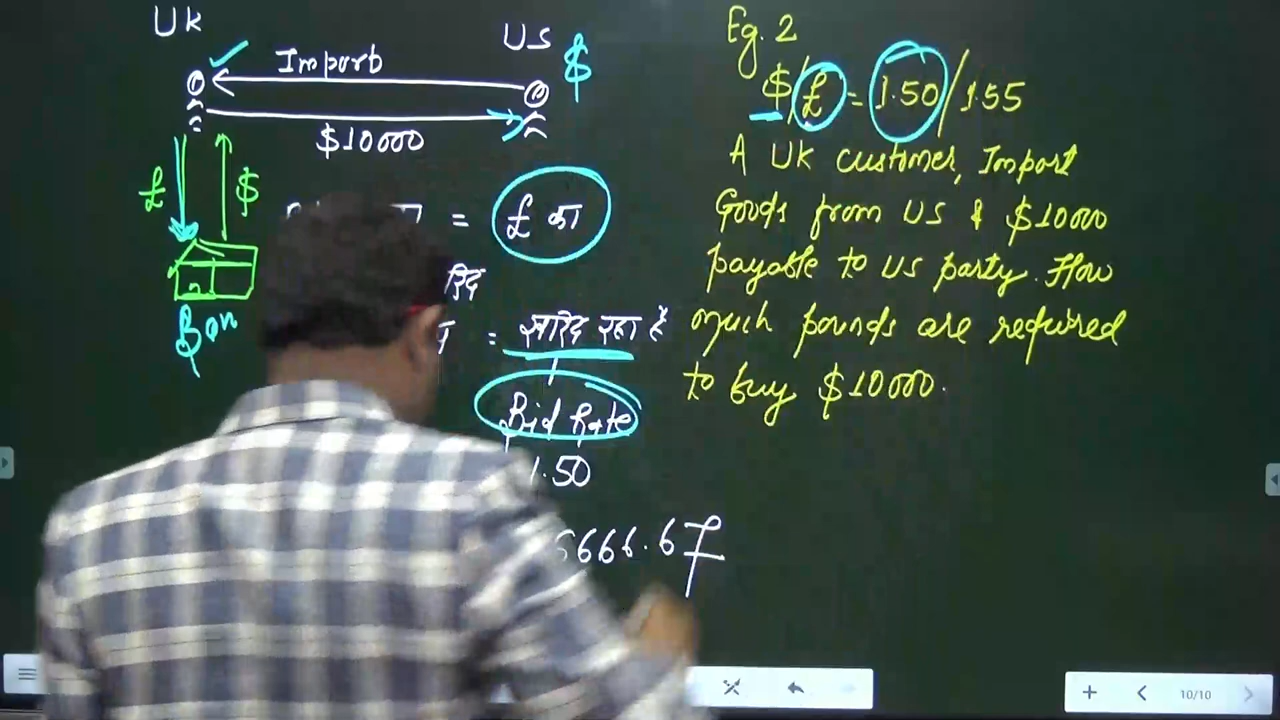 UK
US
$
Import
$10000
£
$
= £ का
= खरिद रहा है
Bid Rate
1.50
6666.67
Eg. 2
$/£ = 1.50/1.55
A UK customer, Import
Goods from US & $10000
payable to US party. How
much pounds are required
to buy $10000.
10/10